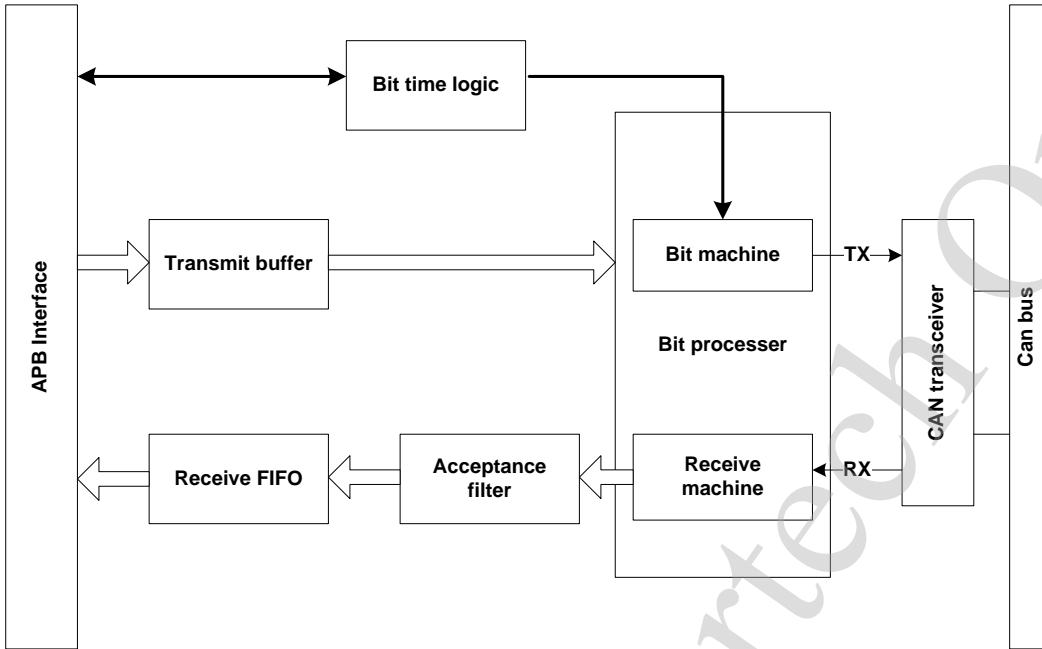 Bit time logic
APB Interface
Transmit buffer
Bit machine
TX
Bit processer
CAN transceiver
Can bus
Receive FIFO
Acceptance
filter
Receive
machine
RX